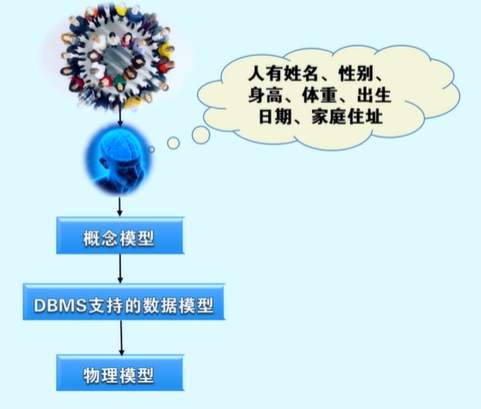 人有姓名、性别、
身高、体重、出生
日期、家庭住址
概念模型
DBMS支持的数据模型
物理模型